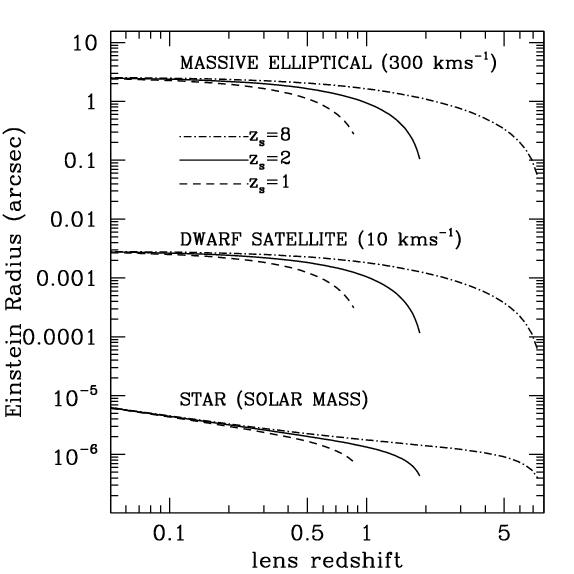 10
MASSIVE ELLIPTICAL (300 kms⁻¹)
1
z_s=8
0.1
z_s=2
z_s=1
0.01
DWARF SATELLITE (10 kms⁻¹)
0.001
0.0001
10⁻⁵
STAR (SOLAR MASS)
10⁻⁶
Einstein Radius (arcsec)
0.1 0.5 1 5
lens redshift